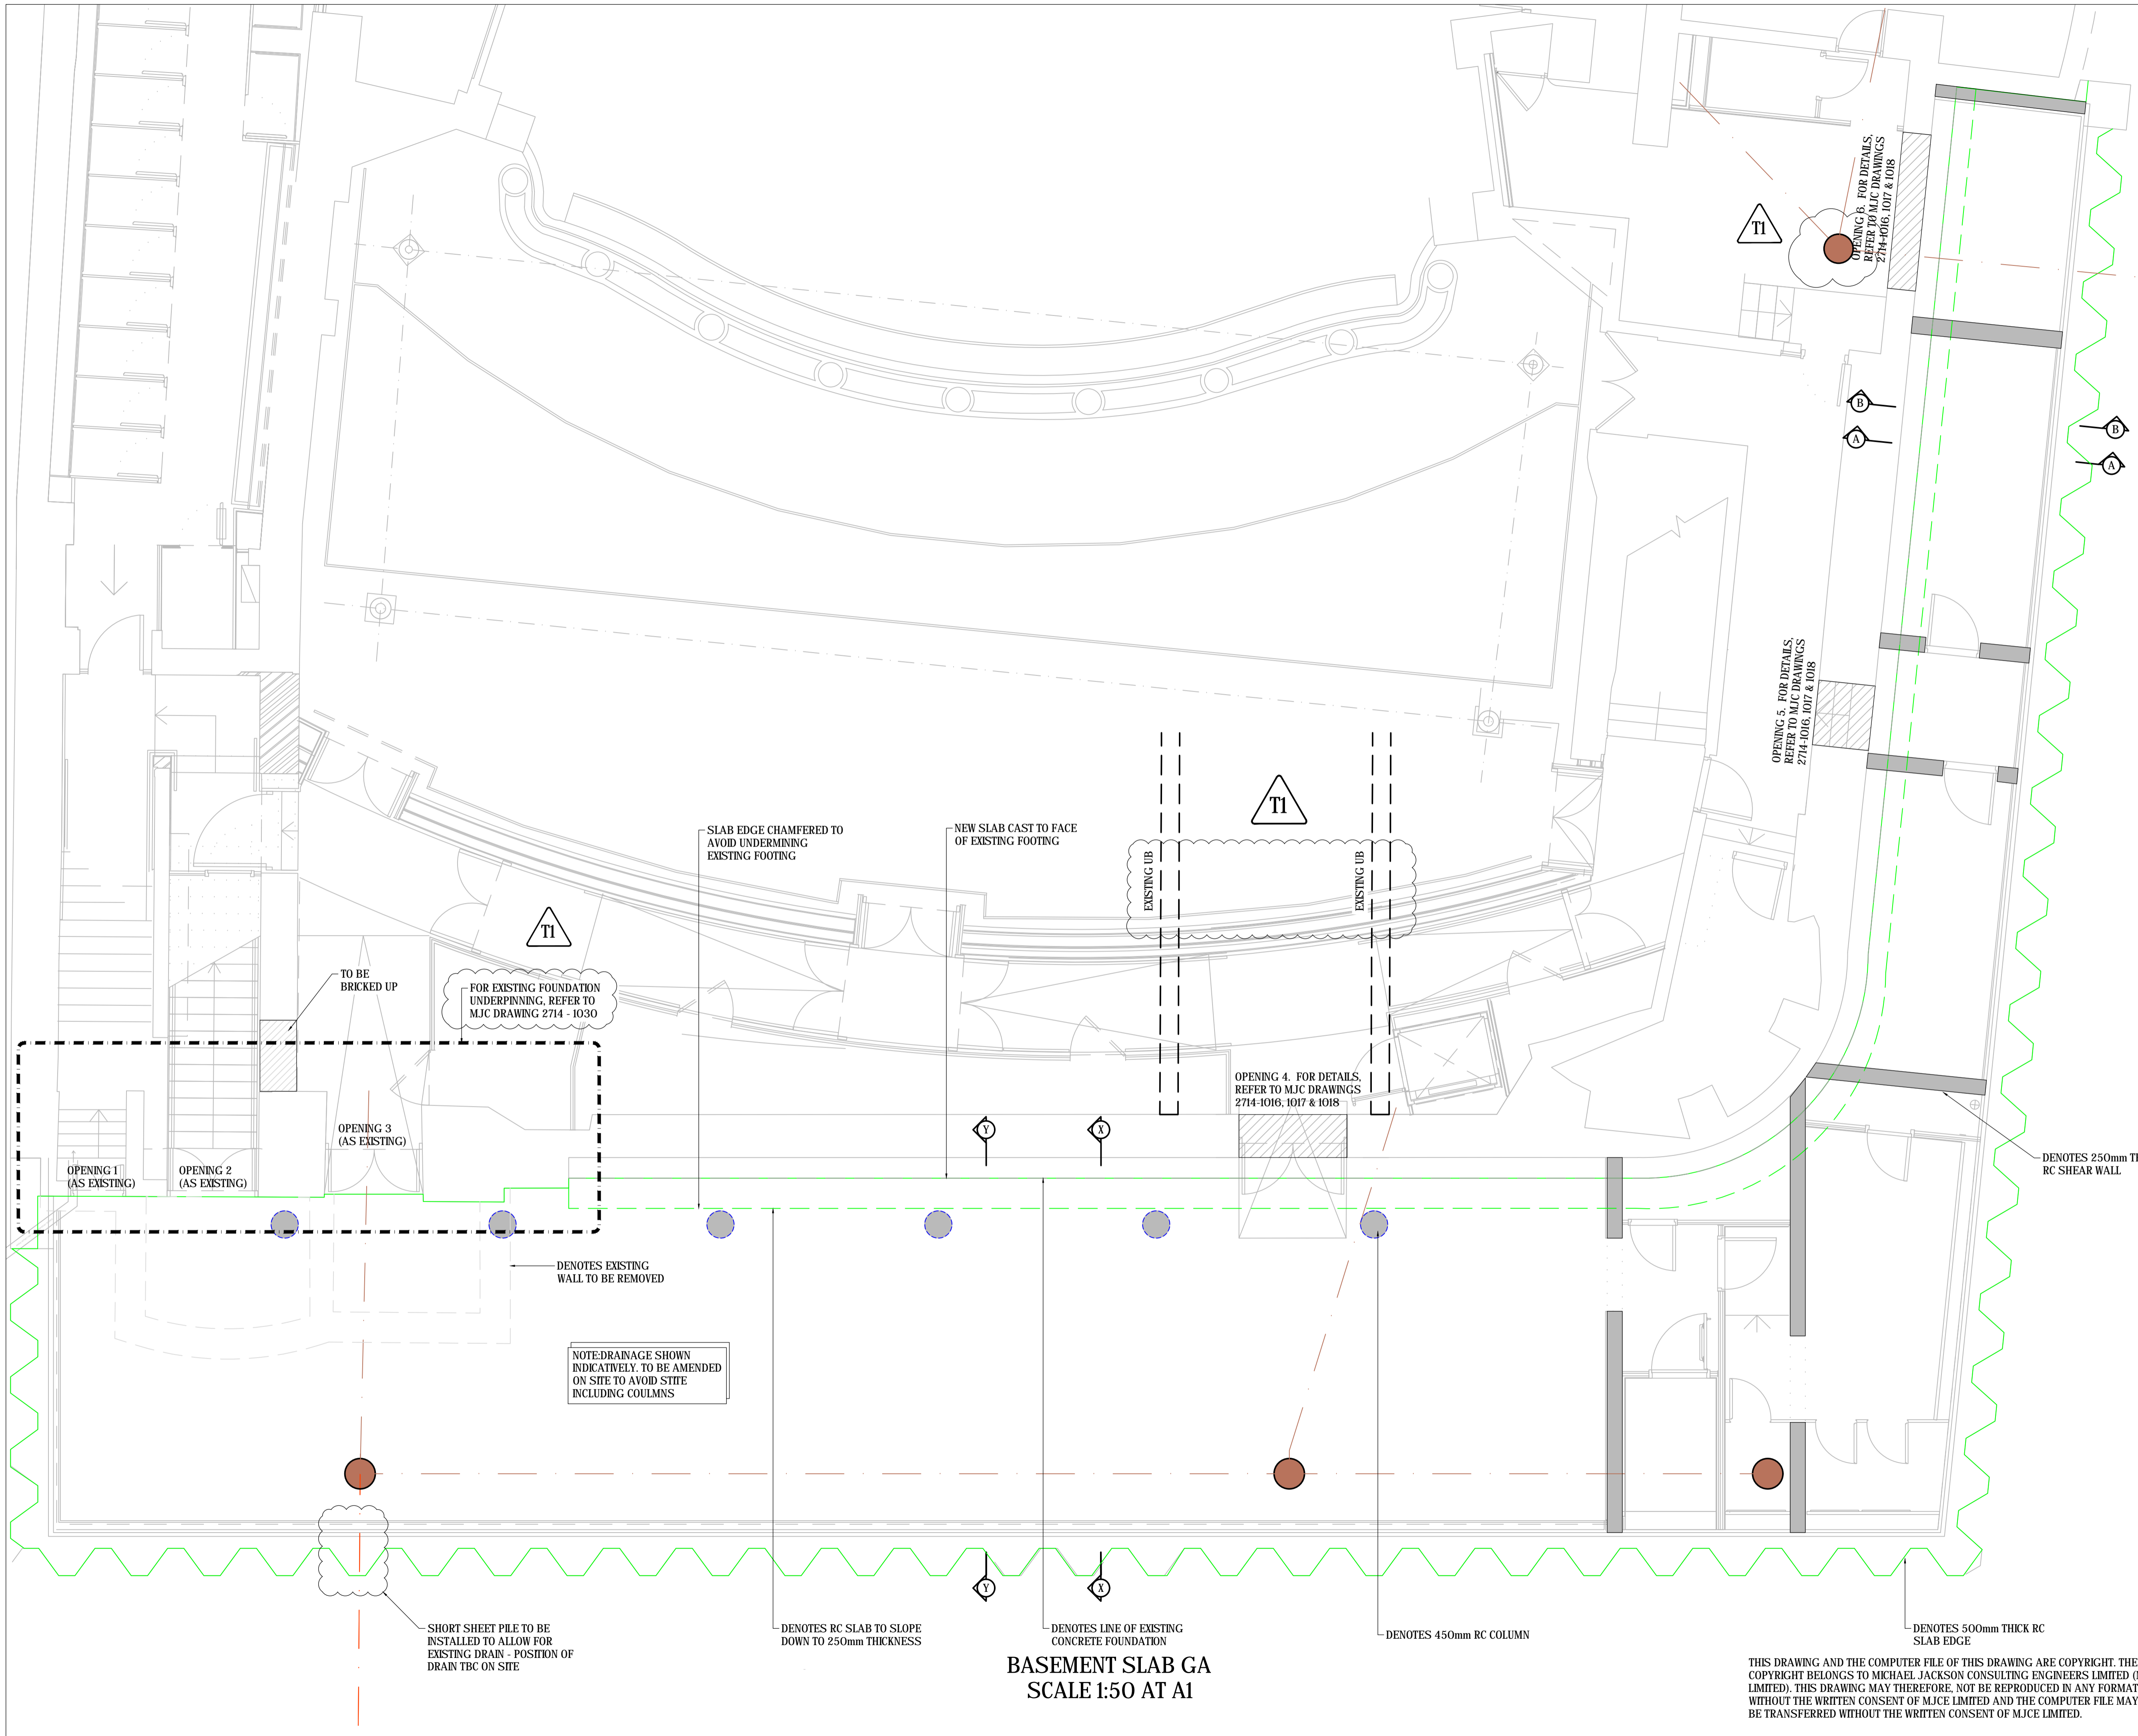 OPENING 6. FOR DETAILS,
REFER TO MJC DRAWINGS
2714-1016, 1017 & 1018
T1
B
A
B
A
OPENING 5. FOR DETAILS,
REFER TO MJC DRAWINGS
2714-1016, 1017 & 1018
T1
EXISTING UB
EXISTING UB
SLAB EDGE CHAMFERED TO
AVOID UNDERMINING
EXISTING FOOTING
NEW SLAB CAST TO FACE
OF EXISTING FOOTING
T1
TO BE
BRICKED UP
FOR EXISTING FOUNDATION
UNDERPINNING, REFER TO
MJC DRAWING 2714 - 1030
OPENING 4. FOR DETAILS,
REFER TO MJC DRAWINGS
2714-1016, 1017 & 1018
OPENING 1
(AS EXISTING)
OPENING 2
(AS EXISTING)
OPENING 3
(AS EXISTING)
Y
X
DENOTES 250mm
RC SHEAR WALL
DENOTES EXISTING
WALL TO BE REMOVED
NOTE:DRAINAGE SHOWN
INDICATIVELY. TO BE AMENDED
ON SITE TO AVOID STITE
INCLUDING COULMNS
Y
X
SHORT SHEET PILE TO BE
INSTALLED TO ALLOW FOR
EXISTING DRAIN - POSITION OF
DRAIN TBC ON SITE
DENOTES RC SLAB TO SLOPE
DOWN TO 250mm THICKNESS
DENOTES LINE OF EXISTING
CONCRETE FOUNDATION
DENOTES 450mm RC COLUMN
DENOTES 500mm THICK RC
SLAB EDGE
BASEMENT SLAB GA
SCALE 1:50 AT A1
THIS DRAWING AND THE COMPUTER FILE OF THIS DRAWING ARE COPYRIGHT. THE
COPYRIGHT BELONGS TO MICHAEL JACKSON CONSULTING ENGINEERS LIMITED
LIMITED). THIS DRAWING MAY THEREFORE, NOT BE REPRODUCED IN ANY FORMAT
WITHOUT THE WRITTEN CONSENT OF MJCE LIMITED AND THE COMPUTER FILE MAY
BE TRANSFERRED WITHOUT THE WRITTEN CONSENT OF MJCE LIMITED.